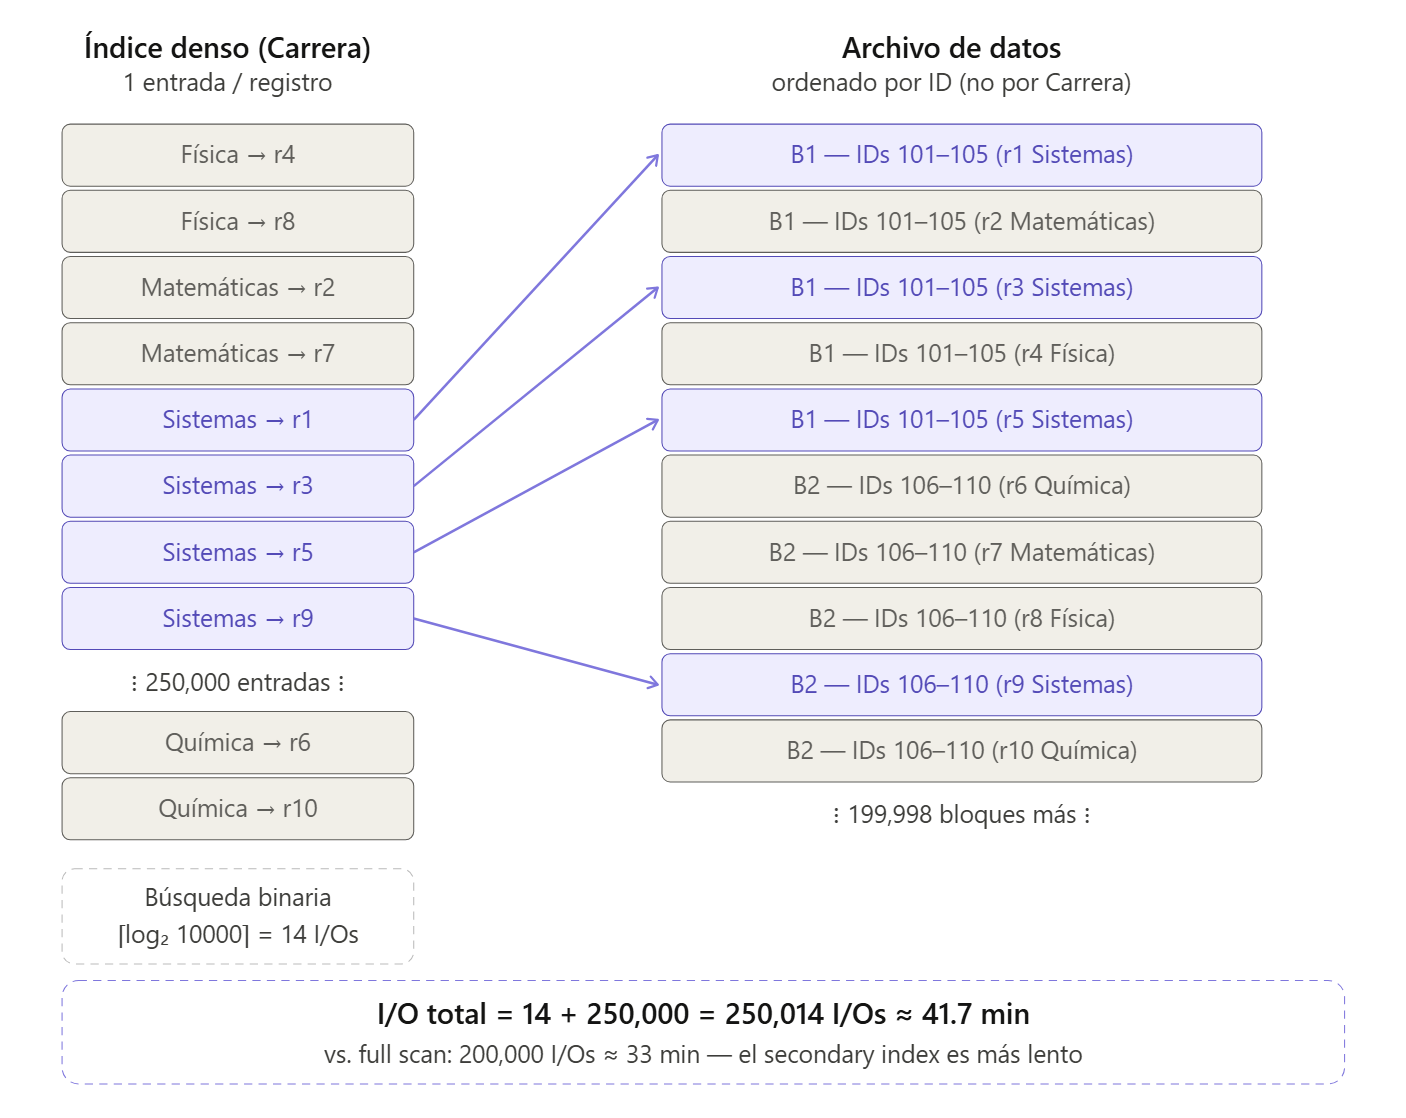 Índice denso (Carrera)
1 entrada / registro
Física → r4
Física → r8
Matemáticas → r2
Matemáticas → r7
Sistemas → r1
Sistemas → r3
Sistemas → r5
Sistemas → r9
⋮ 250,000 entradas ⋮
Química → r6
Química → r10
Búsqueda binaria
⌈log₂ 10000⌉ = 14 I/Os
Archivo de datos
ordenado por ID (no por Carrera)
B1 — IDs 101–105 (r1 Sistemas)
B1 — IDs 101–105 (r2 Matemáticas)
B1 — IDs 101–105 (r3 Sistemas)
B1 — IDs 101–105 (r4 Física)
B1 — IDs 101–105 (r5 Sistemas)
B2 — IDs 106–110 (r6 Química)
B2 — IDs 106–110 (r7 Matemáticas)
B2 — IDs 106–110 (r8 Física)
B2 — IDs 106–110 (r9 Sistemas)
B2 — IDs 106–110 (r10 Química)
⋮ 199,998 bloques más ⋮
I/O total = 14 + 250,000 = 250,014 I/Os ≈ 41.7 min
vs. full scan: 200,000 I/Os ≈ 33 min — el secondary index es más lento